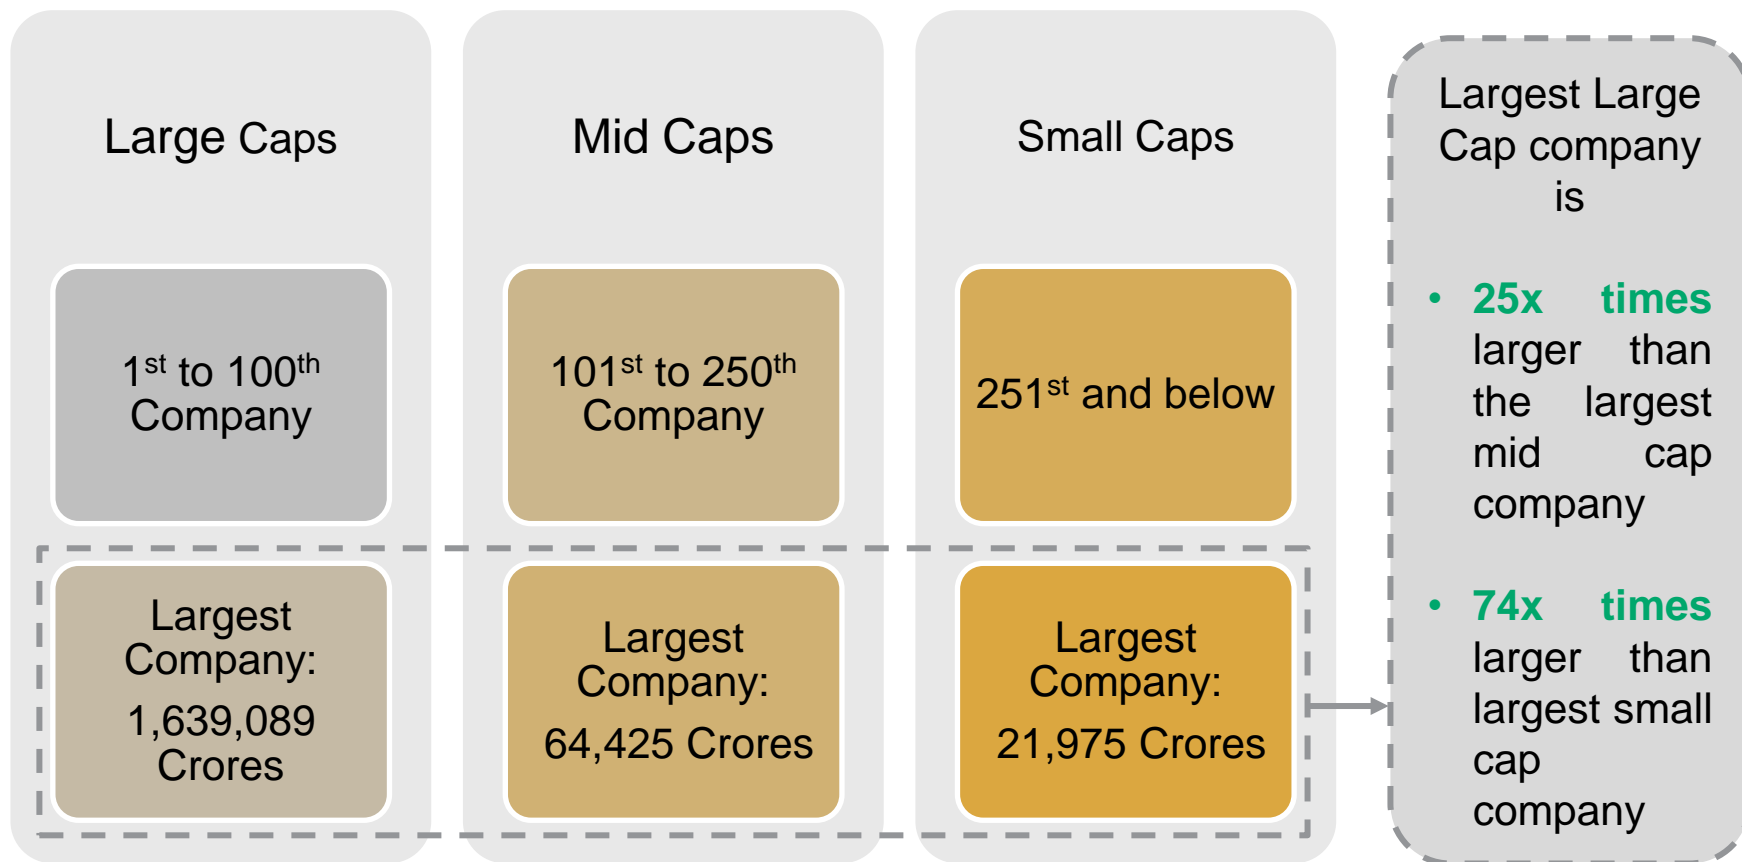 Large Caps
1st to 100th
Company
Largest
Company:
1,639,089
Crores
Mid Caps
101st to 250th
Company
Largest
Company:
64,425 Crores
Small Caps
251st and below
Largest
Company:
21,975 Crores
Largest Large
Cap company
is
• 25x times
larger than
the largest
mid cap
company
• 74x times
larger than
largest small
cap
company